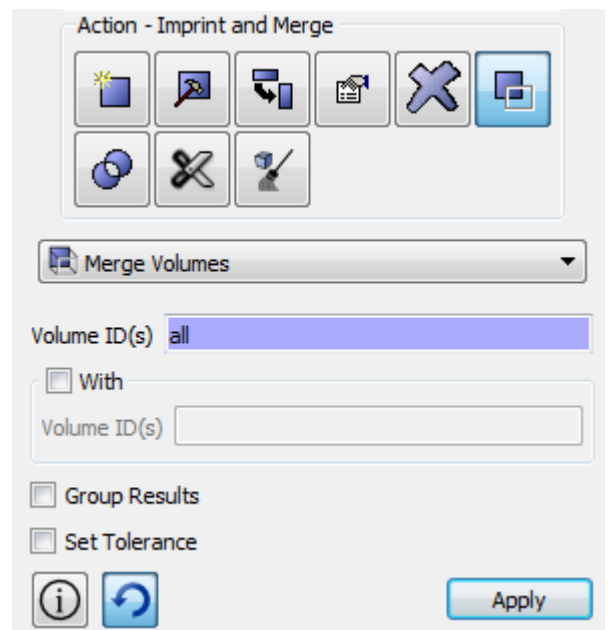 Action - Imprint and Merge
Merge Volumes
Volume ID(s) all
With
Volume ID(s)
Group Results
Set Tolerance
Apply